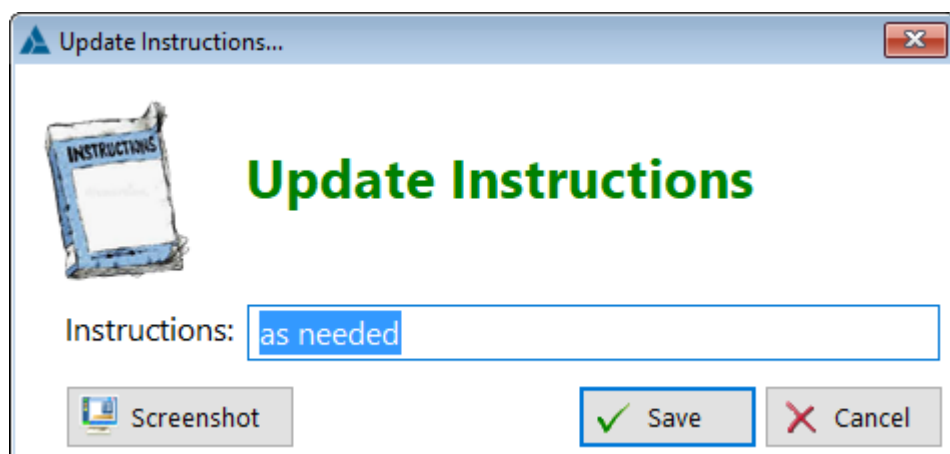 Update Instructions...
INSTRUCTIONS
Update Instructions
Instructions: as needed
Screenshot Save Cancel